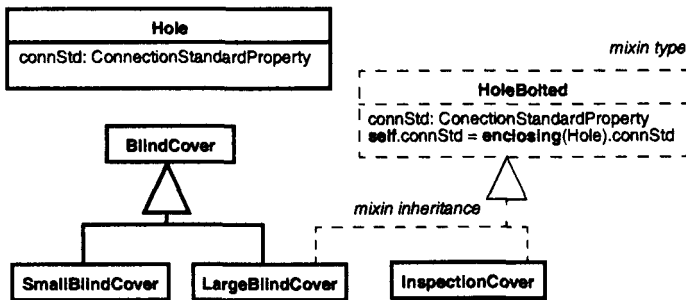 Hole
connStd: ConnectionStandardProperty
mixin type
HoleBolted
connStd: ConectionStandardProperty
self.connStd = enclosing(Hole).connStd
BlindCover
mixin inheritance
SmallBlindCover
LargeBlindCover
InspectionCover